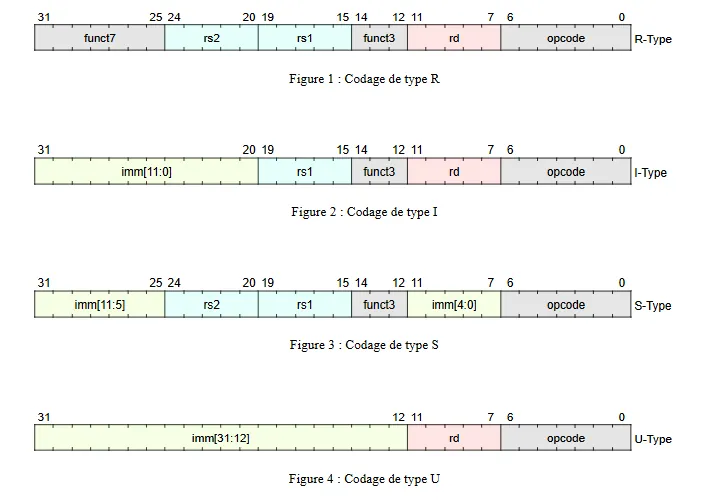 31 25 24 20 19 15 14 12 11 7 6 0
funct7 rs2 rs1 funct3 rd opcode R-Type
Figure 1 : Codage de type R
31 20 19 15 14 12 11 7 6 0
imm[11:0] rs1 funct3 rd opcode I-Type
Figure 2 : Codage de type I
31 25 24 20 19 15 14 12 11 7 6 0
imm[11:5] rs2 rs1 funct3 imm[4:0] opcode S-Type
Figure 3 : Codage de type S
31 12 11 7 6 0
imm[31:12] rd opcode U-Type
Figure 4 : Codage de type U